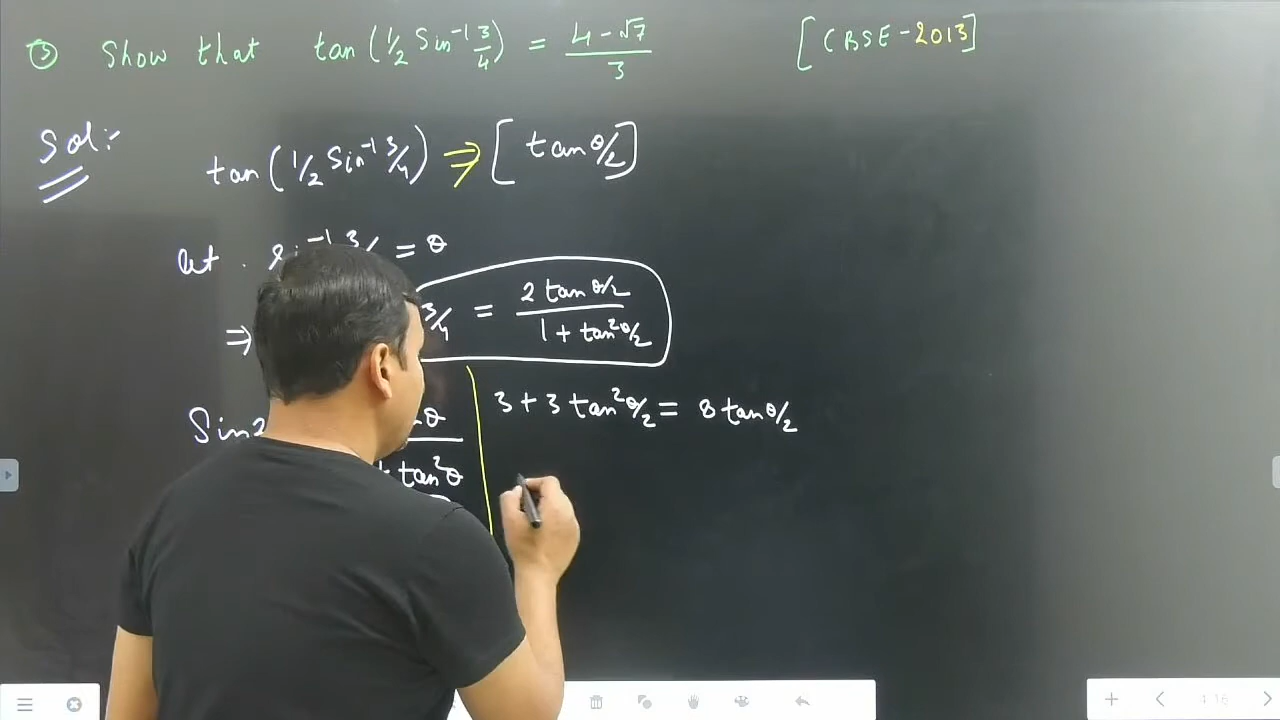 ③ Show that tan(1/2 Sin⁻¹ 3/4) = (4-√7)/3 [CBSE-2013]
Sol:-
tan(1/2 Sin⁻¹ 3/4) ⇒ [tan θ/2]
let . = θ
⇒ 3/4 = (2 tan θ/2)/(1 + tan² θ/2)
3 + 3 tan² θ/2 = 8 tan θ/2
Sin2
tan²θ
4:16